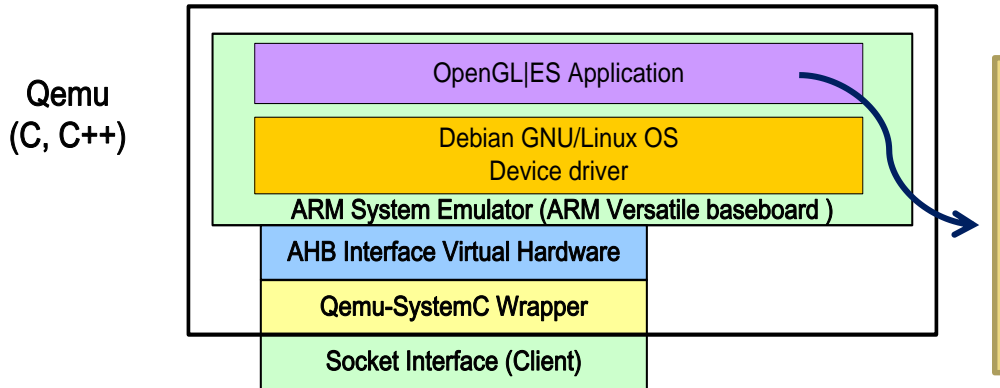 Qemu
(C, C++)
OpenGL|ES Application
Debian GNU/Linux OS
Device driver
ARM System Emulator (ARM Versatile baseboard )
AHB Interface Virtual Hardware
Qemu-SystemC Wrapper
Socket Interface (Client)